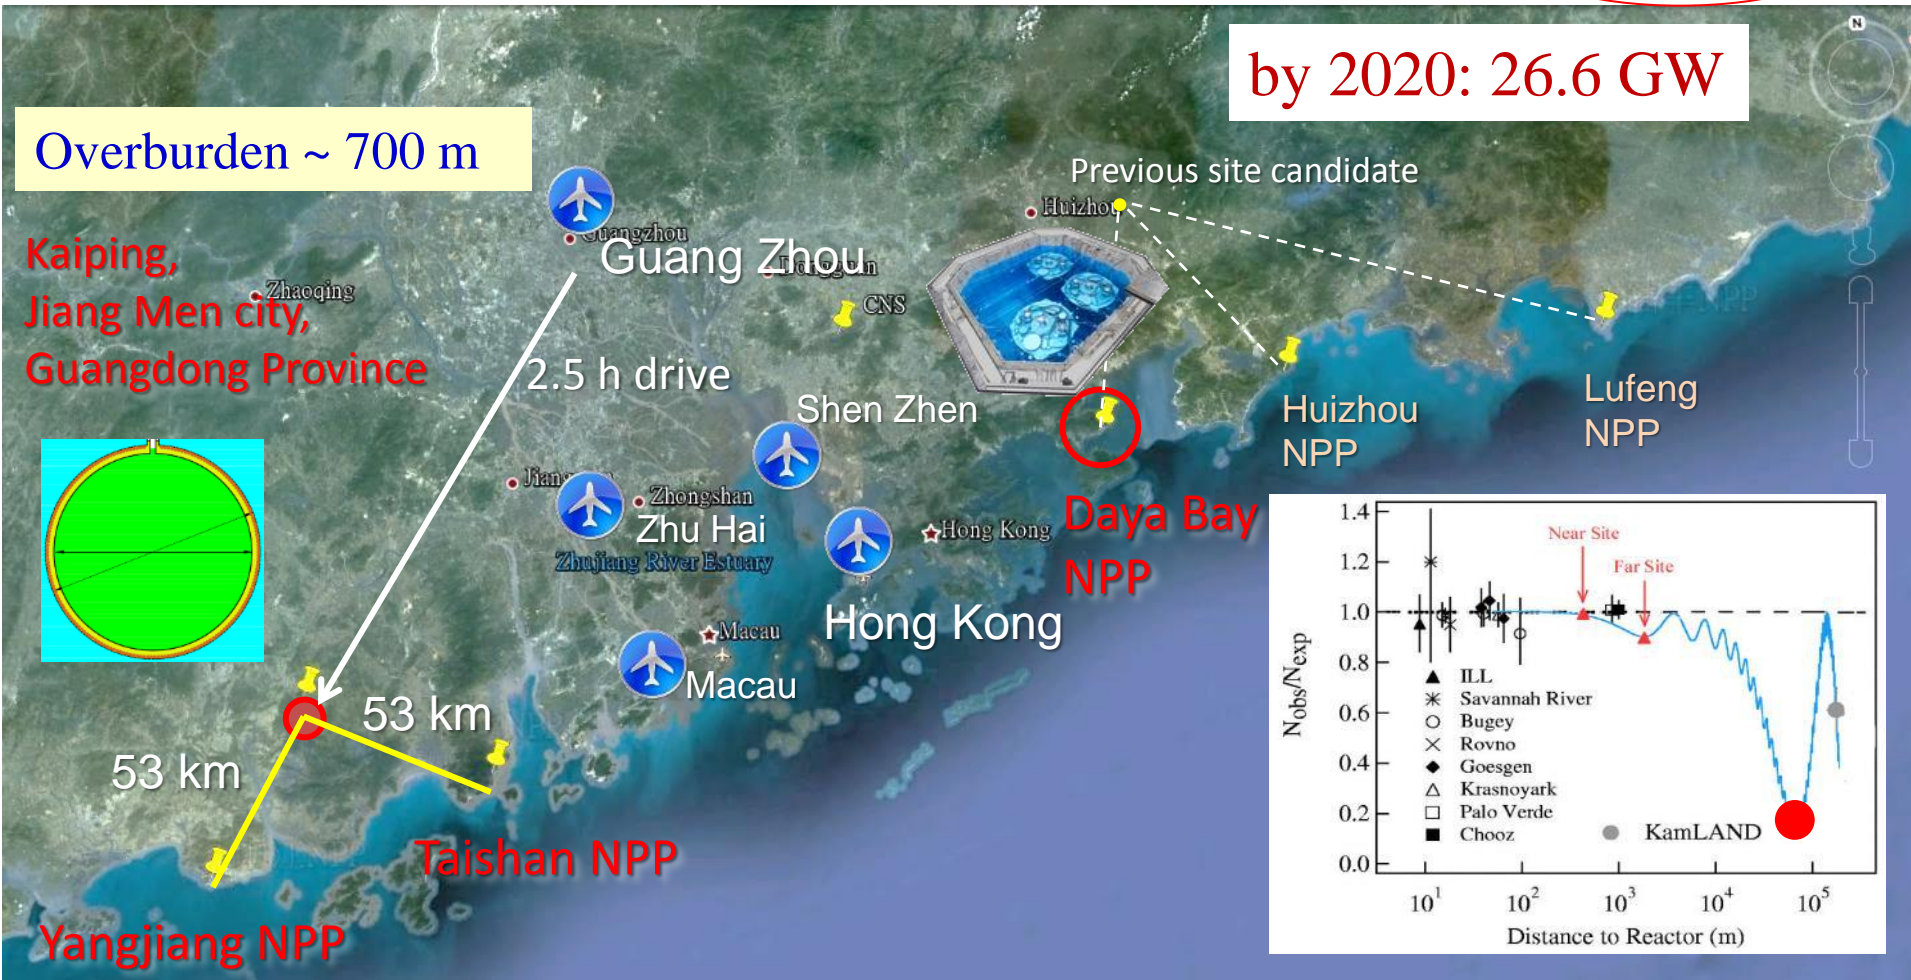 by 2020: 26.6 GW
Overburden ~ 700 m
Previous site candidate
Huizhou
Kaiping,
Jiang Men city,
Guangdong Province
Guangzhou
Guang Zhou
Dongguan
Zhaoqing
CNS
2.5 h drive
Shen Zhen
Huizhou
NPP
Lufeng
NPP
NPP
Zhongshan
Zhu Hai
Zhujiang River Estuary
Hong Kong
Daya Bay
NPP
Hong Kong
Macau
Macau
53 km
53 km
Taishan NPP
Yangjiang NPP
N
1.4
1.2
1.0
0.8
0.6
0.4
0.2
0.0
Nobs/Nexp
Near Site
Far Site
ILL
Savannah River
Bugey
Rovno
Goesgen
Krasnoyark
Palo Verde
Chooz
KamLAND
10¹ 10² 10³ 10⁴ 10⁵
Distance to Reactor (m)